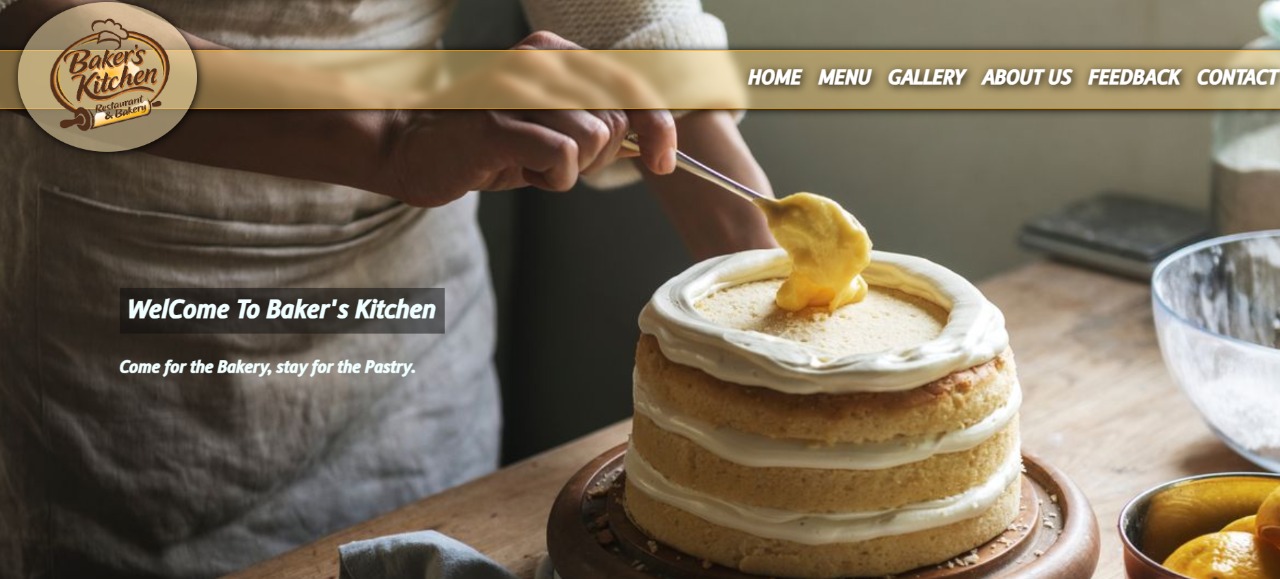 Baker's
Kitchen
Restaurant
& Bakery
HOME MENU GALLERY ABOUT US FEEDBACK CONTACT
WelCome To Baker's Kitchen
Come for the Bakery, stay for the Pastry.